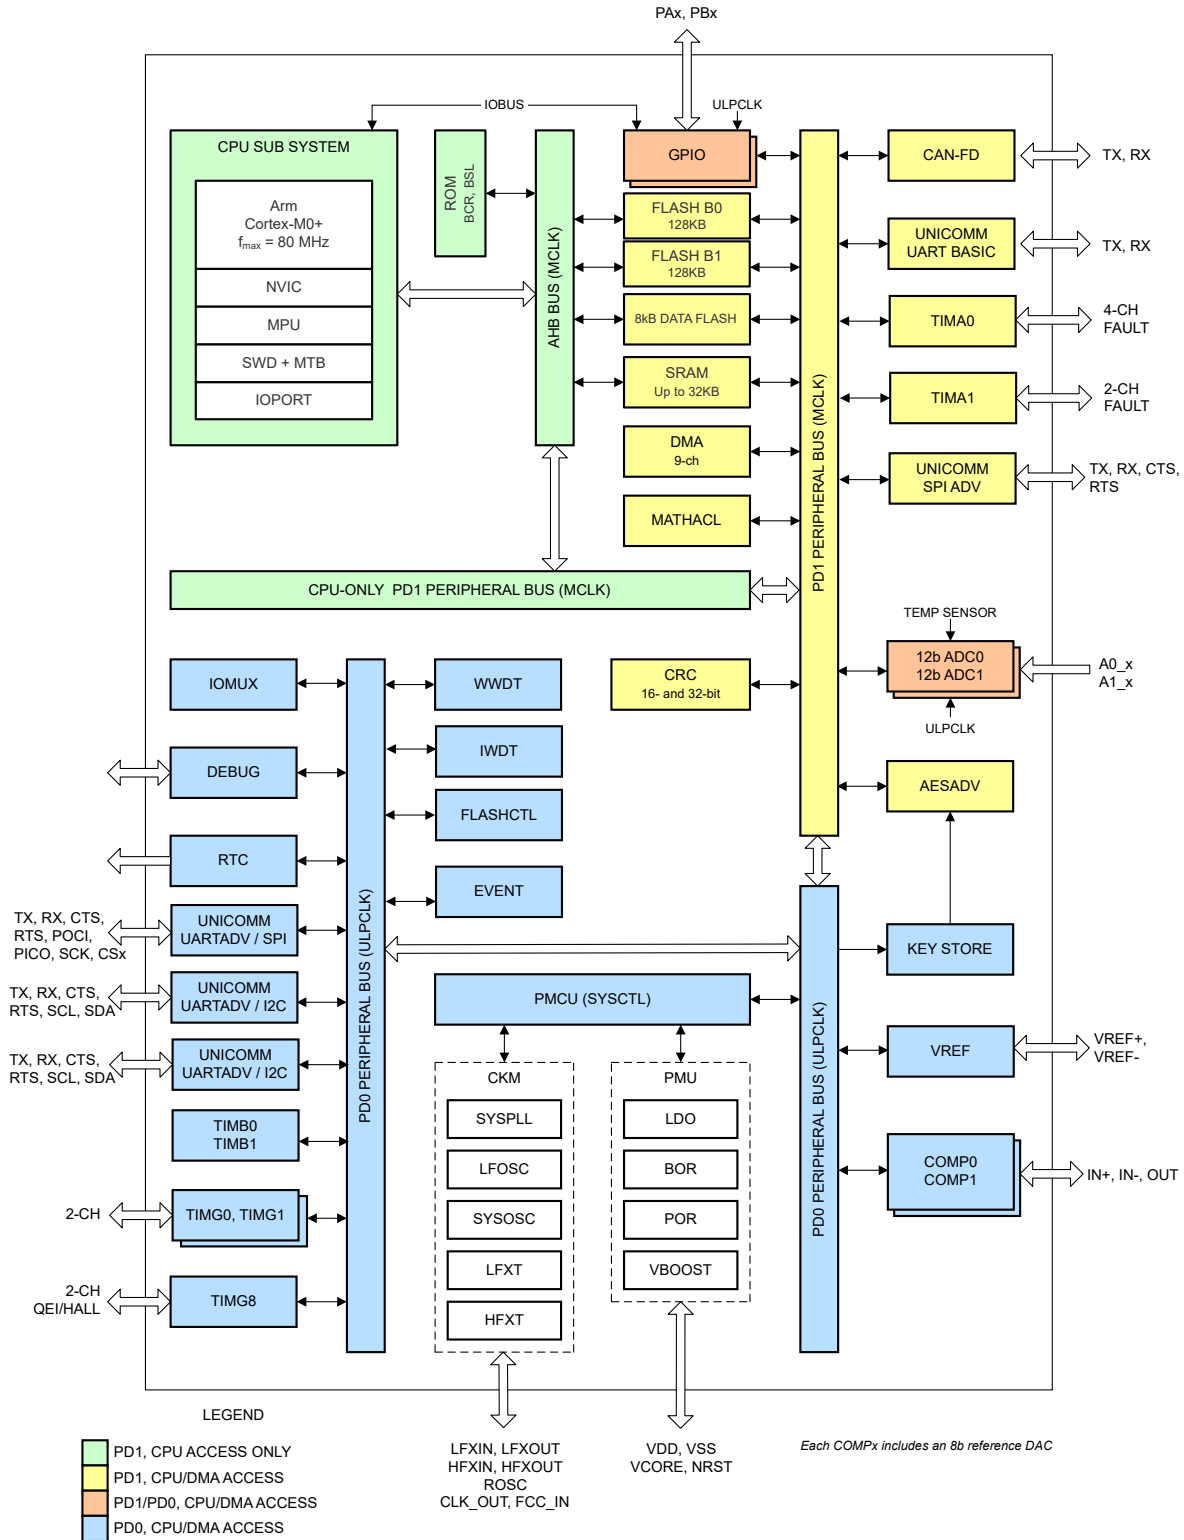 PAx, PBx
IOBUS
ULPCLK
CPU SUB SYSTEM
Arm
Cortex-M0+
fmax = 80 MHz
NVIC
MPU
SWD + MTB
IOPORT
ROM
BCR, BSL
AHB BUS (MCLK)
GPIO
FLASH B0
128KB
FLASH B1
128KB
8kB DATA FLASH
SRAM
Up to 32KB
DMA
9-ch
MATHACL
PD1 PERIPHERAL BUS (MCLK)
CAN-FD
TX, RX
UNICOMM
UART BASIC
TX, RX
TIMA0
4-CH
FAULT
TIMA1
2-CH
FAULT
UNICOMM
SPI ADV
TX, RX, CTS,
RTS
CPU-ONLY PD1 PERIPHERAL BUS (MCLK)
TEMP SENSOR
12b ADC0
12b ADC1
A0_x
A1_x
ULPCLK
CRC
16- and 32-bit
AESADV
IOMUX
DEBUG
RTC
TX, RX, CTS,
RTS, POCI,
PICO, SCK, CSx
UNICOMM
UARTADV / SPI
TX, RX, CTS,
RTS, SCL, SDA
UNICOMM
UARTADV / I2C
TX, RX, CTS,
RTS, SCL, SDA
UNICOMM
UARTADV / I2C
TIMB0
TIMB1
2-CH
TIMG0, TIMG1
2-CH
QEI/HALL
TIMG8
PD0 PERIPHERAL BUS (ULPCLK)
WWDT
IWDT
FLASHCTL
EVENT
PMCU (SYSCTL)
CKM
SYSPLL
LFOSC
SYSOSC
LFXT
HFXT
PMU
LDO
BOR
POR
VBOOST
PD0 PERIPHERAL BUS (ULPCLK)
KEY STORE
VREF
VREF+,
VREF-
COMP0
COMP1
IN+, IN-, OUT
LEGEND
PD1, CPU ACCESS ONLY
PD1, CPU/DMA ACCESS
PD1/PD0, CPU/DMA ACCESS
PD0, CPU/DMA ACCESS
LFXIN, LFXOUT
HFXIN, HFXOUT
ROSC
CLK_OUT, FCC_IN
VDD, VSS
VCORE, NRST
Each COMPx includes an 8b reference DAC